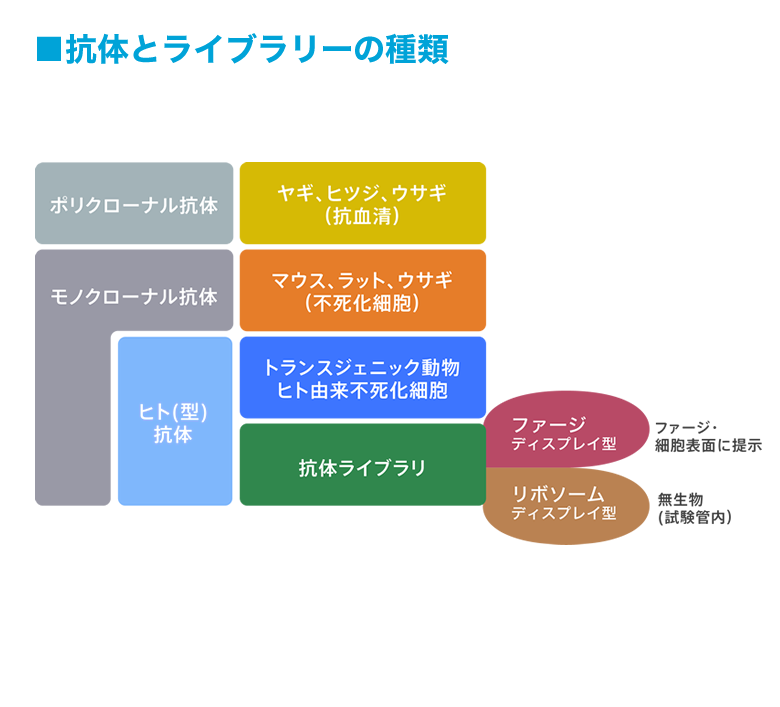 ■抗体とライブラリーの種類
ポリクローナル抗体
ヤギ、ヒツジ、ウサギ
(抗血清)
モノクローナル抗体
マウス、ラット、ウサギ
(不死化細胞)
ヒト(型)
抗体
トランスジェニック動物
ヒト由来不死化細胞
抗体ライブラリ
ファージ
ディスプレイ型
ファージ・
細胞表面に提示
リボソーム
ディスプレイ型
無生物
(試験管内)